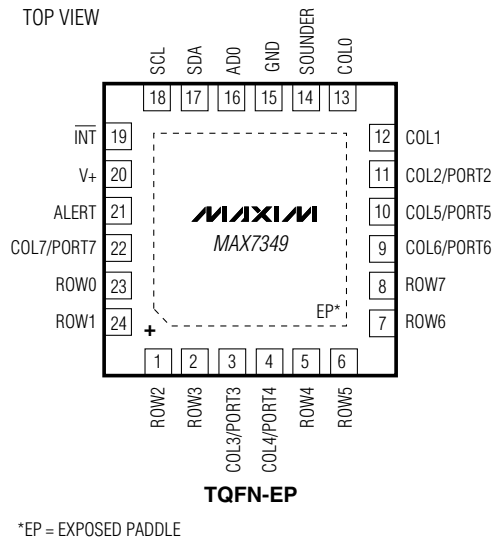 TOP VIEW
SCL
SDA
AD0
GND
SOUNDER
COL0
18
17
16
15
14
13
INT 19
V+ 20
ALERT 21
COL7/PORT7 22
ROW0 23
ROW1 24
12 COL1
11 COL2/PORT2
10 COL5/PORT5
9 COL6/PORT6
8 ROW7
7 ROW6
MAXIM
MAX7349
EP*
+
1
2
3
4
5
6
ROW2
ROW3
COL3/PORT3
COL4/PORT4
ROW4
ROW5
TQFN-EP
*EP = EXPOSED PADDLE